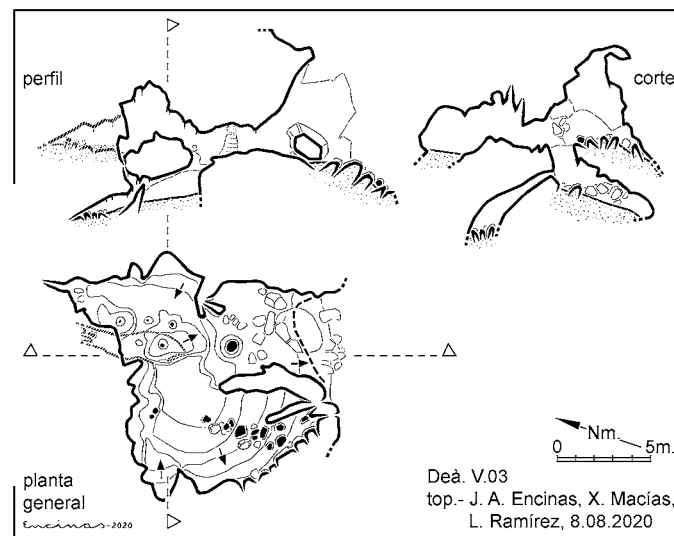 perfil
corte
Nm.
0 5m.
planta
general
Encinas-2020
Deà. V.03
top.- J. A. Encinas, X. Macías,
L. Ramírez, 8.08.2020